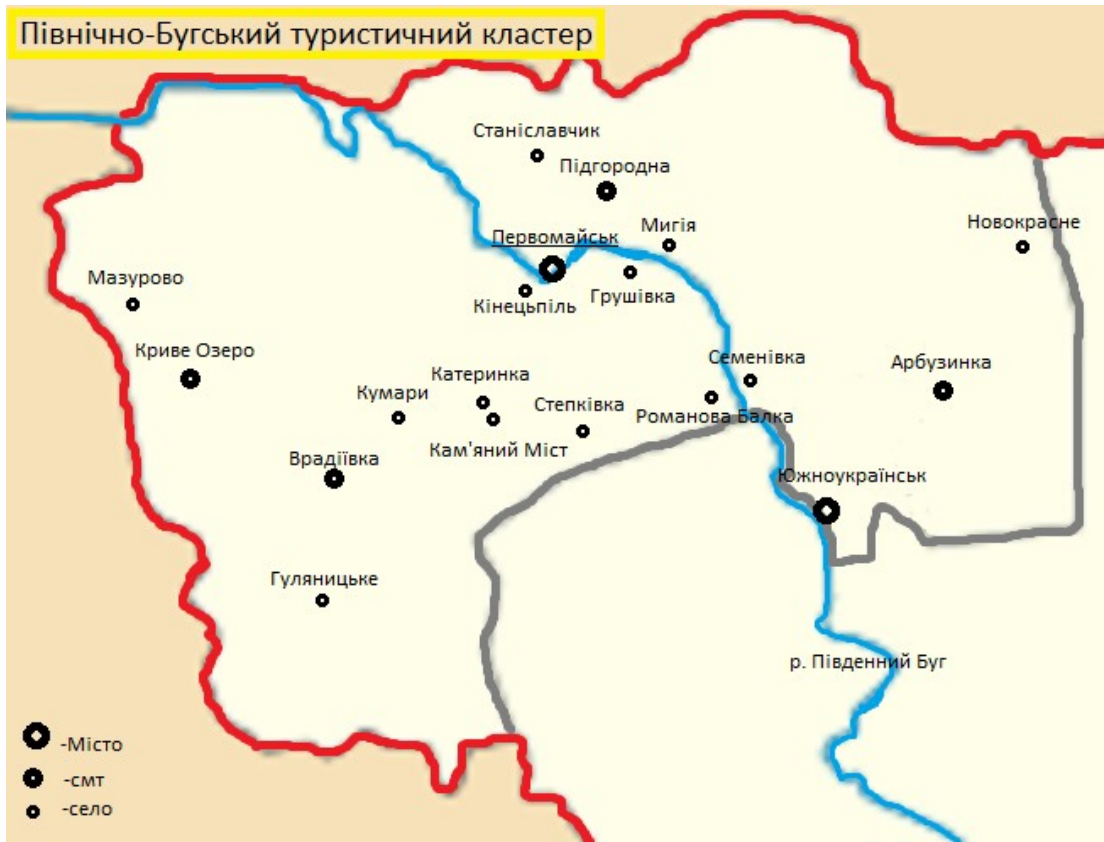 Північно-Бугський туристичний кластер
Станіславчик
Підгородна
Мигія
Новокрасне
Первомайськ
Мазурово
Кінецьпіль
Грушівка
Криве Озеро
Семенівка
Арбузинка
Катеринка
Кумари
Степківка
Романова Балка
Кам'яний Міст
Врадіївка
Южноукраїнськ
Гуляницьке
р. Південний Буг
-Місто
-смт
-село